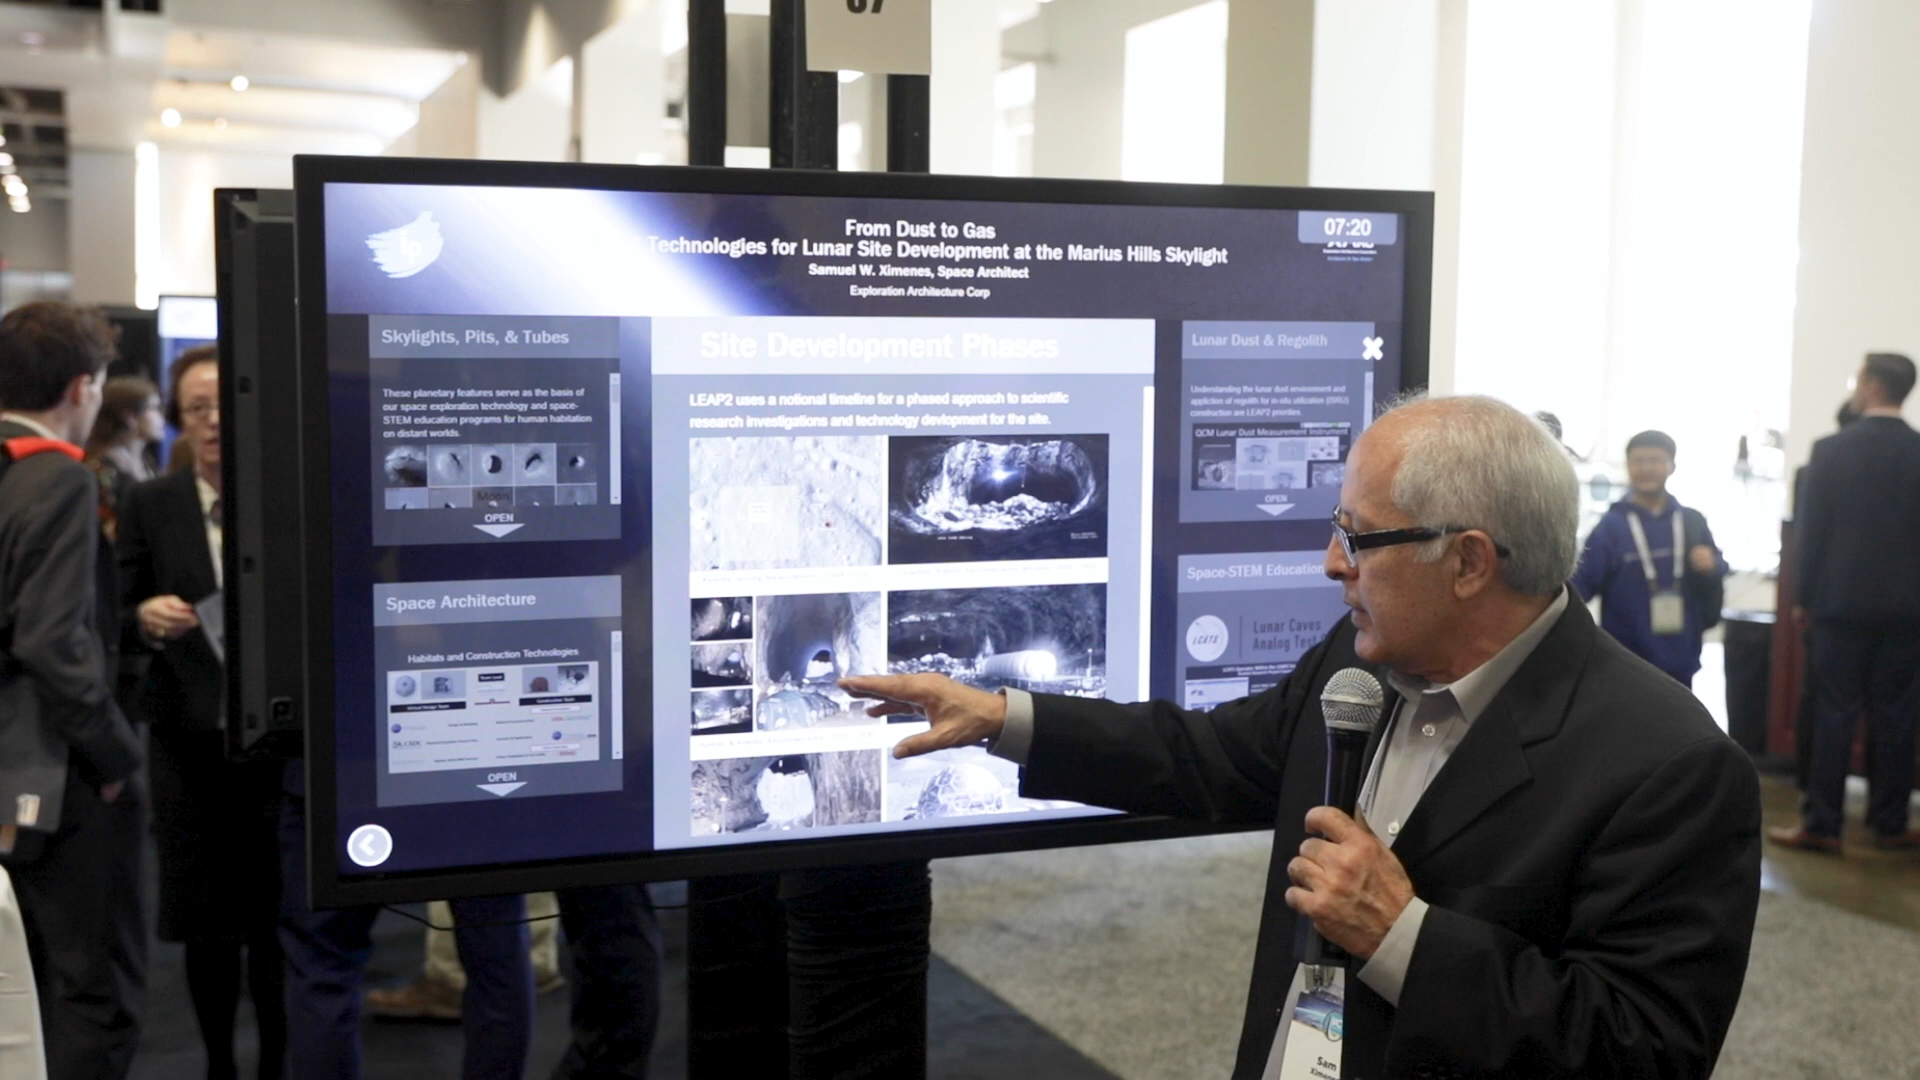 07:20
From Dust to Gas
Technologies for Lunar Site Development at the Marius Hills Skylight
Samuel W. Ximenes, Space Architect
Exploration Architecture Corp
Skylights, Pits, & Tubes
These planetary features serve as the basis of
our space exploration technology and space-
STEM education programs for human habitation
on distant worlds.
Moon
OPEN
Space Architecture
Habitats and Construction Technologies
OPEN
Site Development Phases
LEAP2 uses a notional timeline for a phased approach to scientific
research investigations and technology devlopment for the site.
Lunar Dust & Regolith
Understanding the lunar dust environment and
appliction of regolith for in-situ utilization (ISRU)
construction are LEAP2 priorities.
QCM Lunar Dust Measurement Instrument
OPEN
Space-STEM Education
LCATS
Lunar Caves
Analog Test
Sam